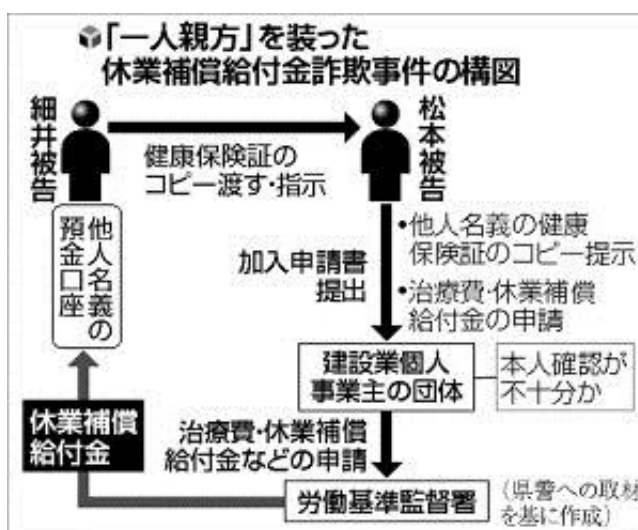 「一人親方」を装った
休業補償給付金詐欺事件の構図
細井被告
松本被告
健康保険証の
コピー渡す・指示
他人名義の
預金口座
加入申請書
提出
•他人名義の健康
保険証のコピー提示
•治療費・休業補償
給付金の申請
建設業個人
事業主の団体
本人確認が
不十分か
休業補償
給付金
治療費・休業補償
給付金などの申請
労働基準監督署
(県警への取材
を基に作成)